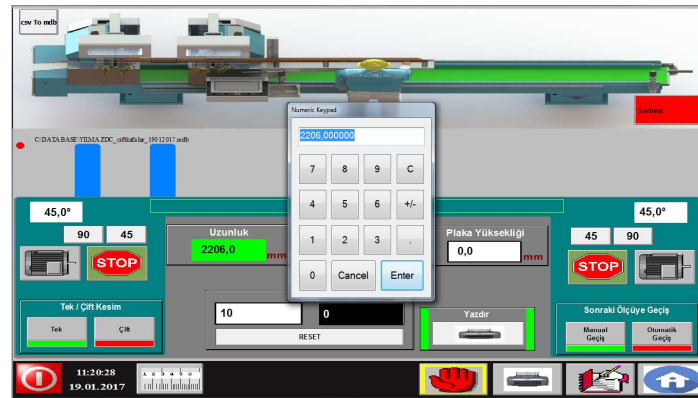 csv To mdb
Serbest
C:\DATABASE\YILMAZDC_ciftkafalar_19012017.mdb
Numeric Keypad
2206,000000
7 8 9 C
4 5 6 +/-
1 2 3 .
0 Cancel Enter
45,0°
90 45
STOP
Uzunluk
2206,0 mm
Plaka Yüksekliği
0,0 mm
45,0°
45 90
STOP
Tek / Çift Kesim
Tek Çift
10 0
RESET
Yazdır
Sonraki Ölçüye Geçiş
Manual
Geçiş
Otomatik
Geçiş
11:20:28
19.01.2017